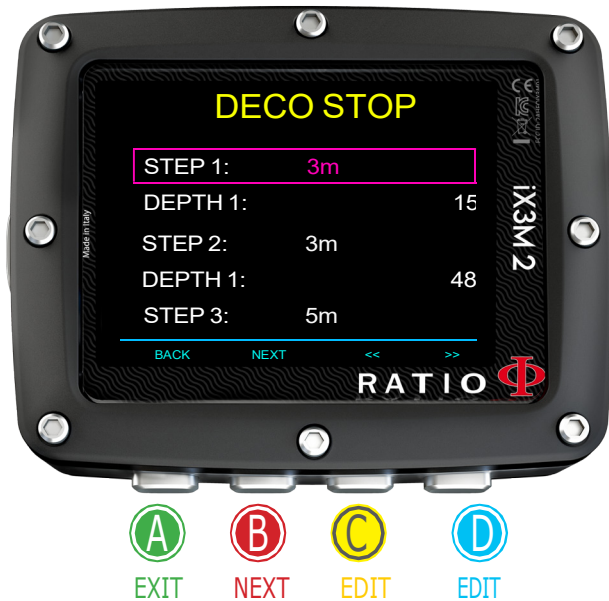 DECO STOP
STEP 1: 3m
DEPTH 1: 15
STEP 2: 3m
DEPTH 1: 48
STEP 3: 5m
BACK NEXT << >>
Made in Italy
iX3M 2
RATIO
A B C D
EXIT NEXT EDIT EDIT